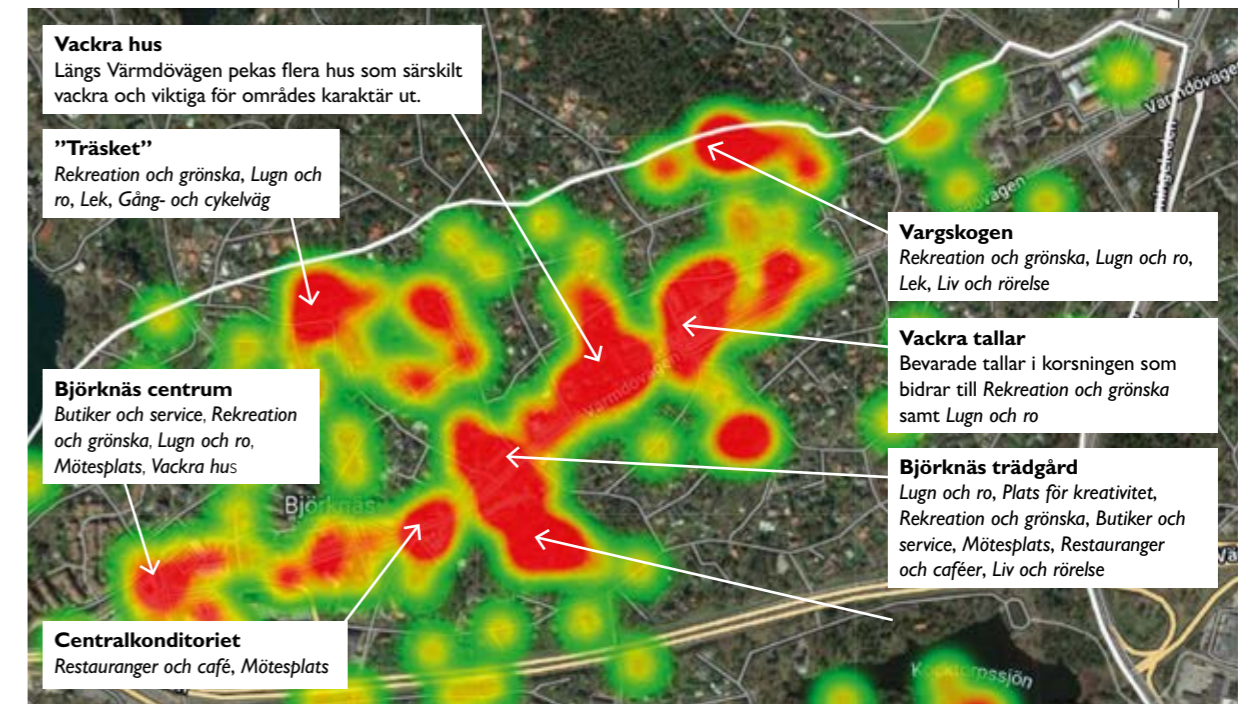 Vackra hus
Längs Värmdövägen pekas flera hus som särskilt
vackra och viktiga för områdes karaktär ut.
”Träsket”
Rekreation och grönska, Lugn och
ro, Lek, Gång- och cykelväg
Björknäs centrum
Butiker och service, Rekreation
och grönska, Lugn och ro,
Mötesplats, Vackra hus
Centralkonditoriet
Restauranger och café, Mötesplats
Vargskogen
Rekreation och grönska, Lugn och ro,
Lek, Liv och rörelse
Vackra tallar
Bevarade tallar i korsningen som
bidrar till Rekreation och grönska
samt Lugn och ro
Björknäs trädgård
Lugn och ro, Plats för kreativitet,
Rekreation och grönska, Butiker och
service, Mötesplats, Restauranger
och caféer, Liv och rörelse
Värmdövägen
Värmdövägen
Björknäs